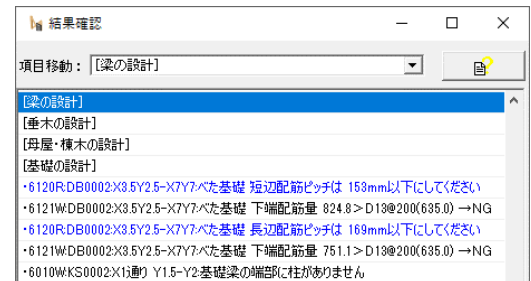 結果確認
項目移動： [梁の設計]
[梁の設計]
[垂木の設計]
[母屋・棟木の設計]
[基礎の設計]
・6120R:DB0002:X3.5Y2.5-X7Y7:べた基礎 短辺配筋ピッチは 153mm以下にしてください
・6121W:DB0002:X3.5Y2.5-X7Y7:べた基礎 下端配筋量 824.8＞D13@200(635.0) →NG
・6120R:DB0002:X3.5Y2.5-X7Y7:べた基礎 長辺配筋ピッチは 169mm以下にしてください
・6121W:DB0002:X3.5Y2.5-X7Y7:べた基礎 下端配筋量 751.1＞D13@200(635.0) →NG
・6010W:KS0002:X1通り Y1.5-Y2:基礎梁の端部に柱がありません